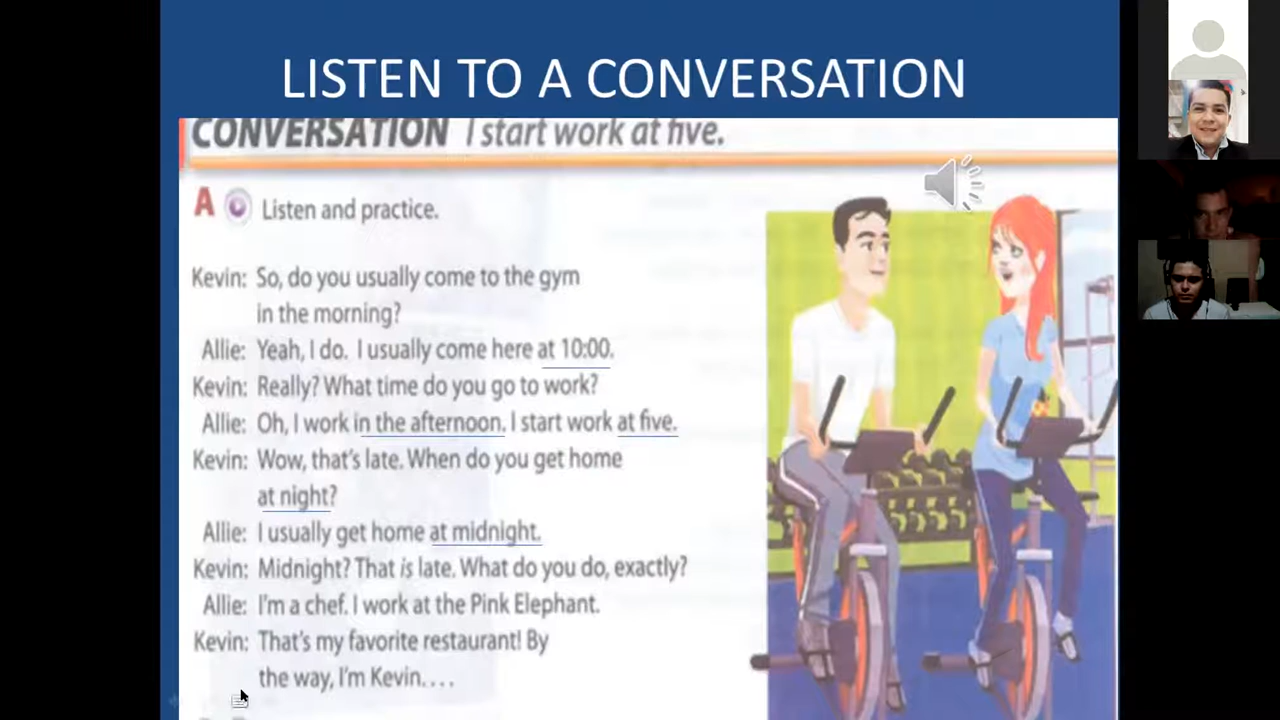 LISTEN TO A CONVERSATION
CONVERSATION I start work at five.
A Listen and practice.
Kevin: So, do you usually come to the gym
in the morning?
Allie: Yeah, I do. I usually come here at 10:00.
Kevin: Really? What time do you go to work?
Allie: Oh, I work in the afternoon. I start work at five.
Kevin: Wow, that's late. When do you get home
at night?
Allie: I usually get home at midnight.
Kevin: Midnight? That is late. What do you do, exactly?
Allie: I'm a chef. I work at the Pink Elephant.
Kevin: That's my favorite restaurant! By
the way, I'm Kevin....